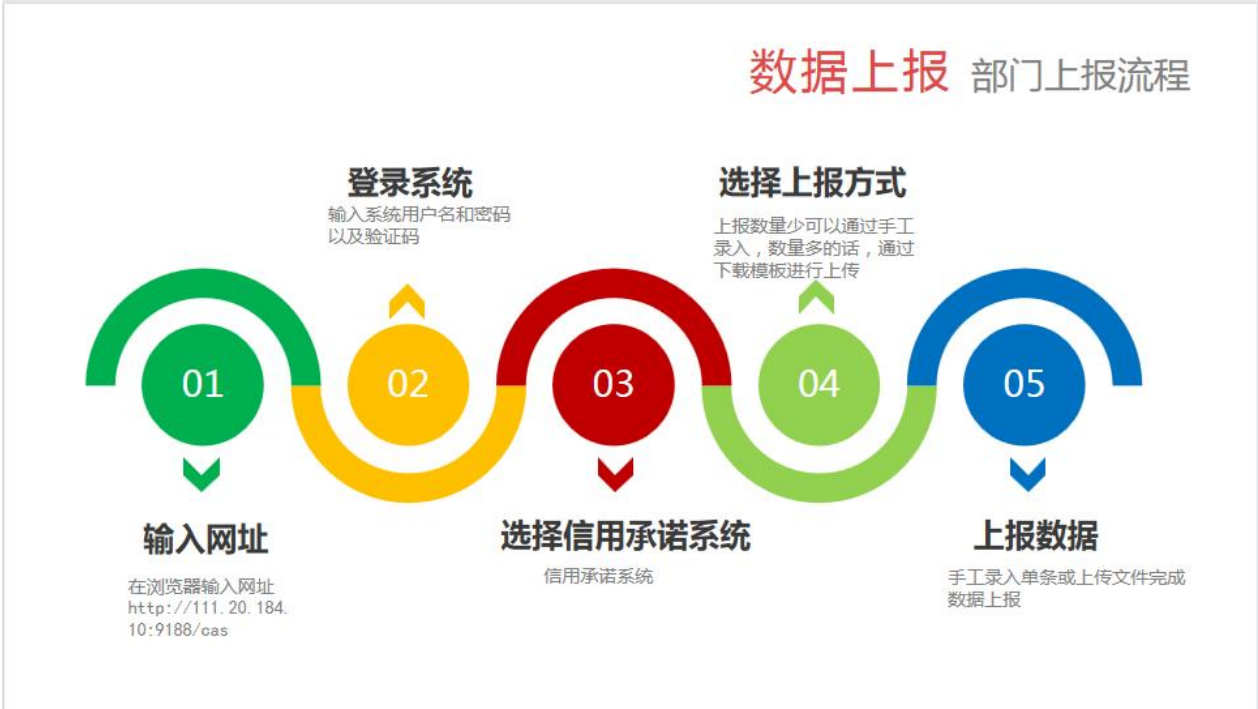 数据上报 部门上报流程
登录系统
输入系统用户名和密码
以及验证码
选择上报方式
上报数量少可以通过手工
录入，数量多的话，通过
下载模板进行上传
01
02
03
04
05
输入网址
在浏览器输入网址
http://111.20.184.
10:9188/cas
选择信用承诺系统
信用承诺系统
上报数据
手工录入单条或上传文件完成
数据上报